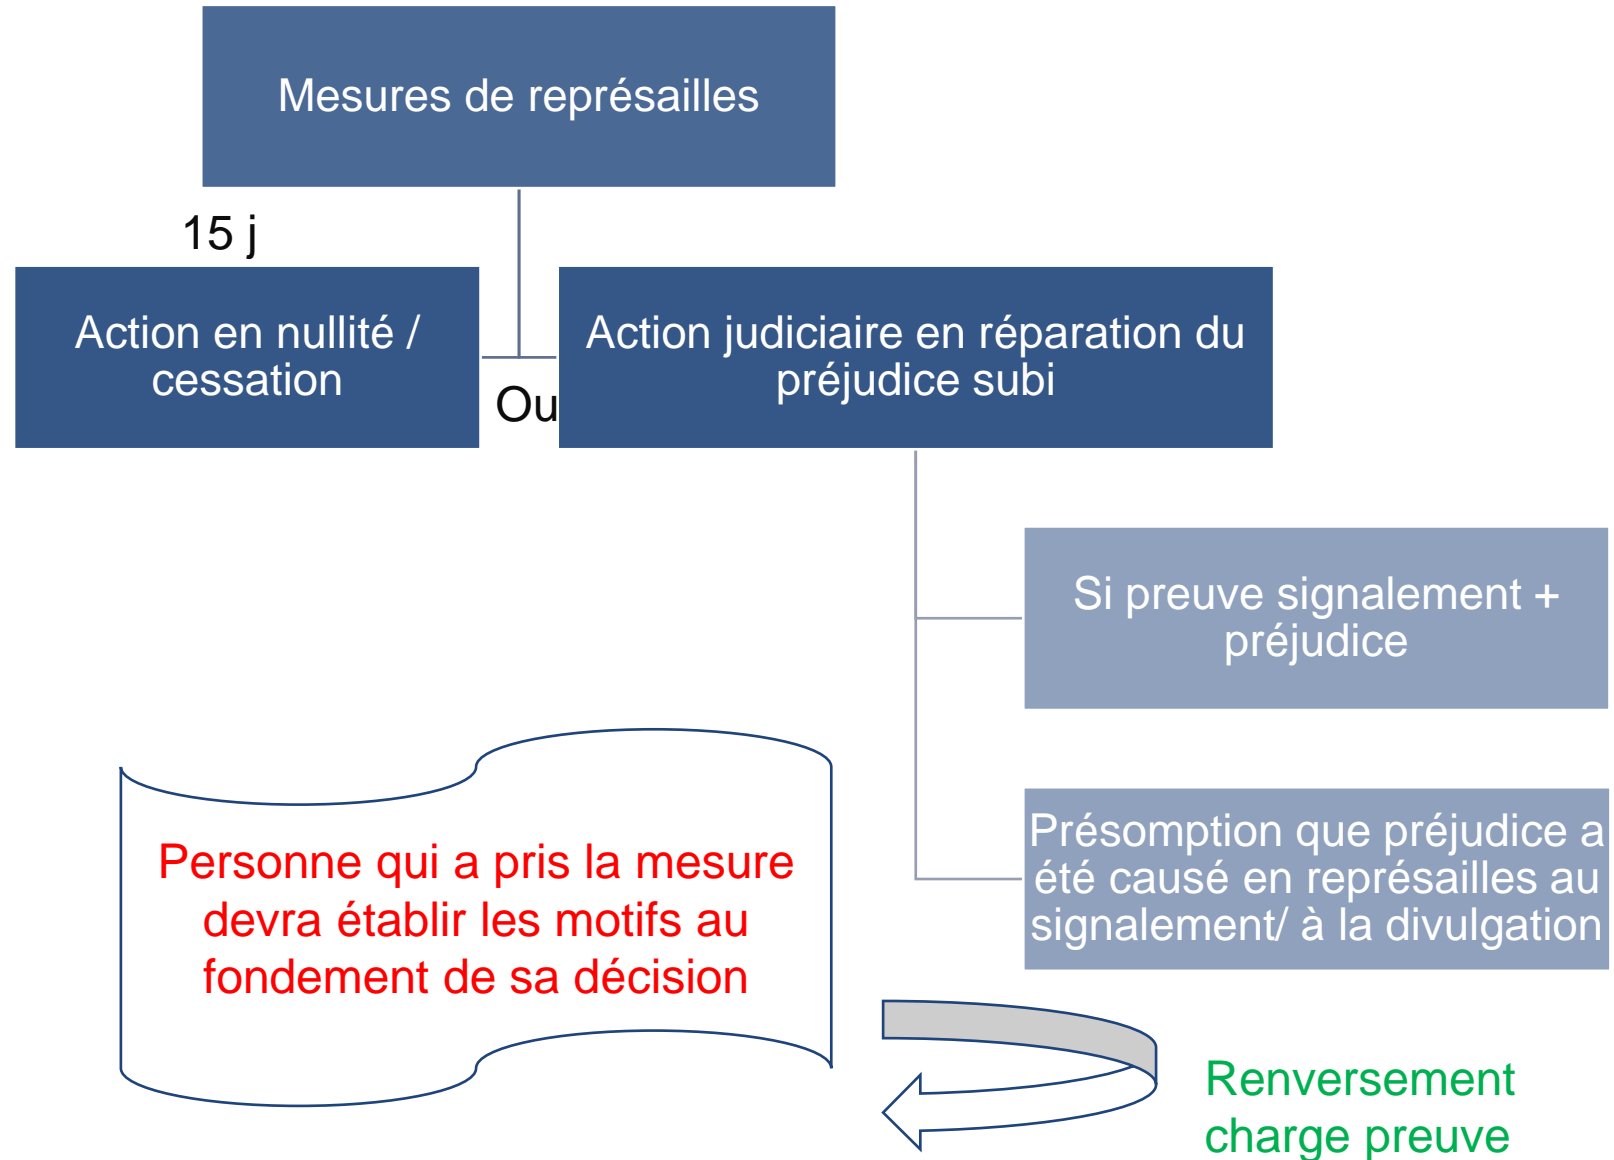 Mesures de représailles
15 j
Action en nullité /
cessation
Ou
Action judiciaire en réparation du
préjudice subi
Si preuve signalement +
préjudice
Présomption que préjudice a
été causé en représailles au
signalement/ à la divulgation
Personne qui a pris la mesure
devra établir les motifs au
fondement de sa décision
Renversement
charge preuve